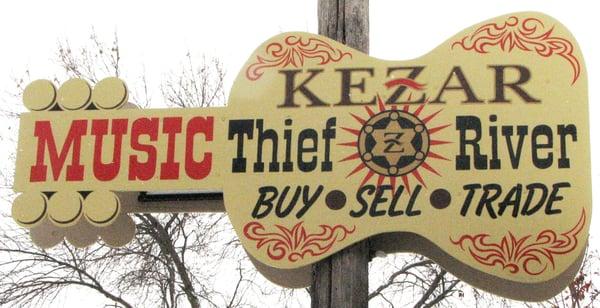 KEZAR
MUSIC Thief Z River
BUY • SELL • TRADE